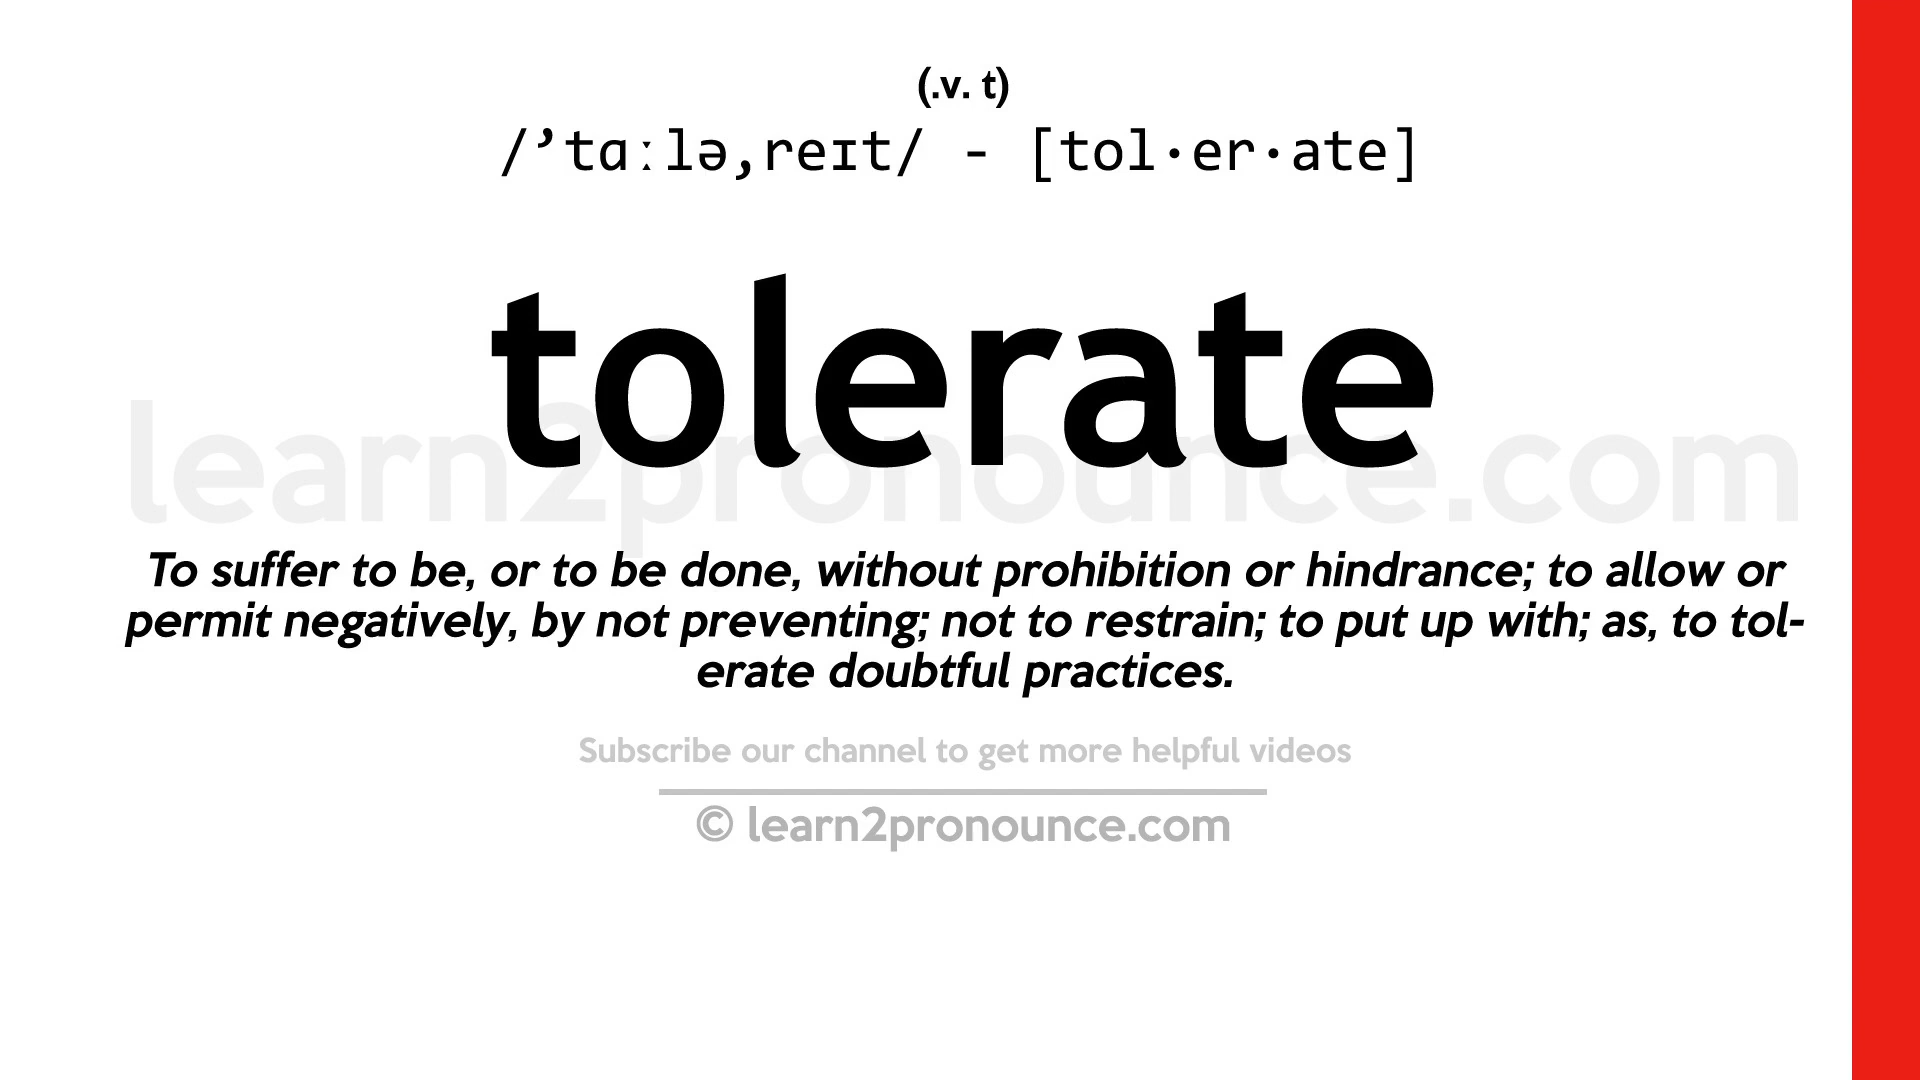 (.v. t)
/’tɑːlə,reɪt/ - [tol·er·ate]
tolerate
learn2pronounce.com
To suffer to be, or to be done, without prohibition or hindrance; to allow or
permit negatively, by not preventing; not to restrain; to put up with; as, to tol-
erate doubtful practices.
Subscribe our channel to get more helpful videos
© learn2pronounce.com